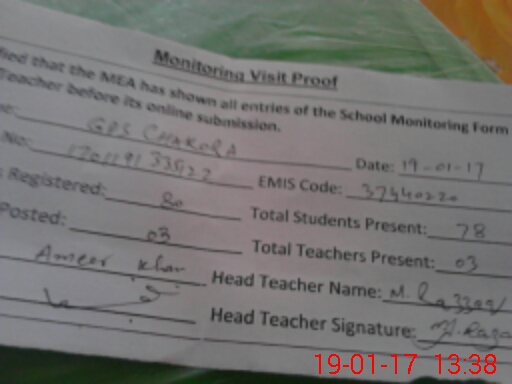 Monitoring Visit Proof
fied that the MEA has shown all entries of the School Monitoring Form
Teacher before its online submission.
GPS CHAKORA Date: 19-01-17
No: EMIS Code: 37440220
Registered: 80 Total Students Present: 78
Posted: 03 Total Teachers Present: 03
Ameer Khan Head Teacher Name: M. Razzaq
Head Teacher Signature:
19-01-17 13:38